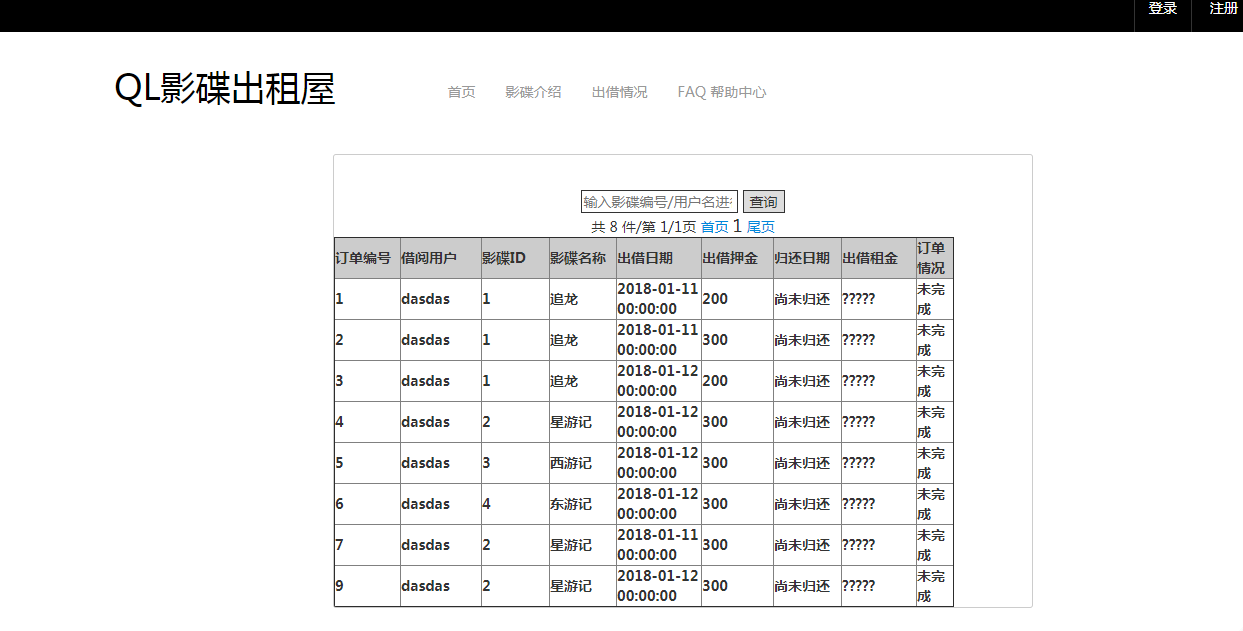 登录 注册
QL影碟出租屋 首页 影碟介绍 出借情况 FAQ 帮助中心
输入影碟编号/用户名进 查询
共 8 件/第 1/1页 首页 1 尾页
订单编号 借阅用户 影碟ID 影碟名称 出借日期 出借押金 归还日期 出借租金 订单情况
1 dasdas 1 追龙 2018-01-11 00:00:00 200 尚未归还 ????? 未完成
2 dasdas 1 追龙 2018-01-11 00:00:00 300 尚未归还 ????? 未完成
3 dasdas 1 追龙 2018-01-12 00:00:00 200 尚未归还 ????? 未完成
4 dasdas 2 星游记 2018-01-12 00:00:00 300 尚未归还 ????? 未完成
5 dasdas 3 西游记 2018-01-12 00:00:00 300 尚未归还 ????? 未完成
6 dasdas 4 东游记 2018-01-12 00:00:00 300 尚未归还 ????? 未完成
7 dasdas 2 星游记 2018-01-11 00:00:00 300 尚未归还 ????? 未完成
9 dasdas 2 星游记 2018-01-12 00:00:00 300 尚未归还 ????? 未完成